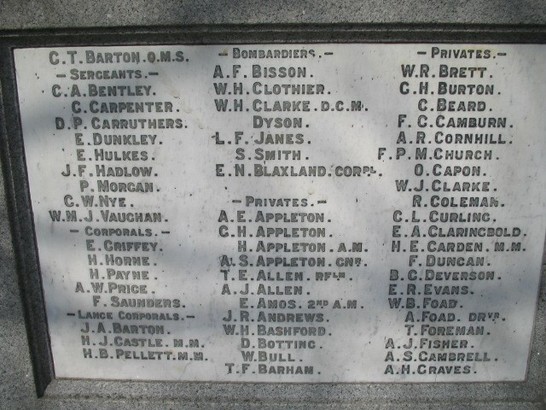 C.T. BARTON. Q.M.S.
– SERGEANTS. –
C.A. BENTLEY.
C. CARPENTER.
D.P. CARRUTHERS.
E. DUNKLEY.
E. HULKES.
J.F. HADLOW.
P. MORGAN.
G.W. NYE.
W.M.J. VAUGHAN.
– CORPORALS. –
E. GRIFFEY.
H. HORNE.
H. PAYNE.
A.W. PRICE.
F. SAUNDERS.
– LANCE CORPORALS. –
J.A. BARTON.
H.J. CASTLE. M.M.
H.B. PELLETT. M.M.
– BOMBARDIERS. –
A.F. BISSON.
W.H. CLOTHIER.
W.H. CLARKE. D.C.M.
DYSON.
L.F. JANES.
S. SMITH.
E.N. BLAXLAND. CORPL.
– PRIVATES. –
A.E. APPLETON.
C.H. APPLETON.
H. APPLETON. A.M.
A.S. APPLETON. GNR.
T.E. ALLEN. RFLN.
A.J. ALLEN.
E. AMOS. 2ND A.M.
J.R. ANDREWS.
W.H. BASHFORD.
D. BOTTING.
W. BULL.
T.F. BARHAM.
– PRIVATES. –
W.R. BRETT.
C.H. BURTON.
C. BEARD.
F.G. CAMBURN.
A.R. CORNHILL.
F.P.M. CHURCH.
O. CAPON.
W.J. CLARKE.
R. COLEMAN.
C.L. CURLING.
E.A. CLARINGBOLD.
H.E. CARDEN. M.M.
F. DUNCAN.
B.C. DEVERSON.
E.R. EVANS.
W.B. FOAD.
A. FOAD. DRVR.
T. FOREMAN.
A.J. FISHER.
A.S. GAMBRELL.
A.H. GRAVES.